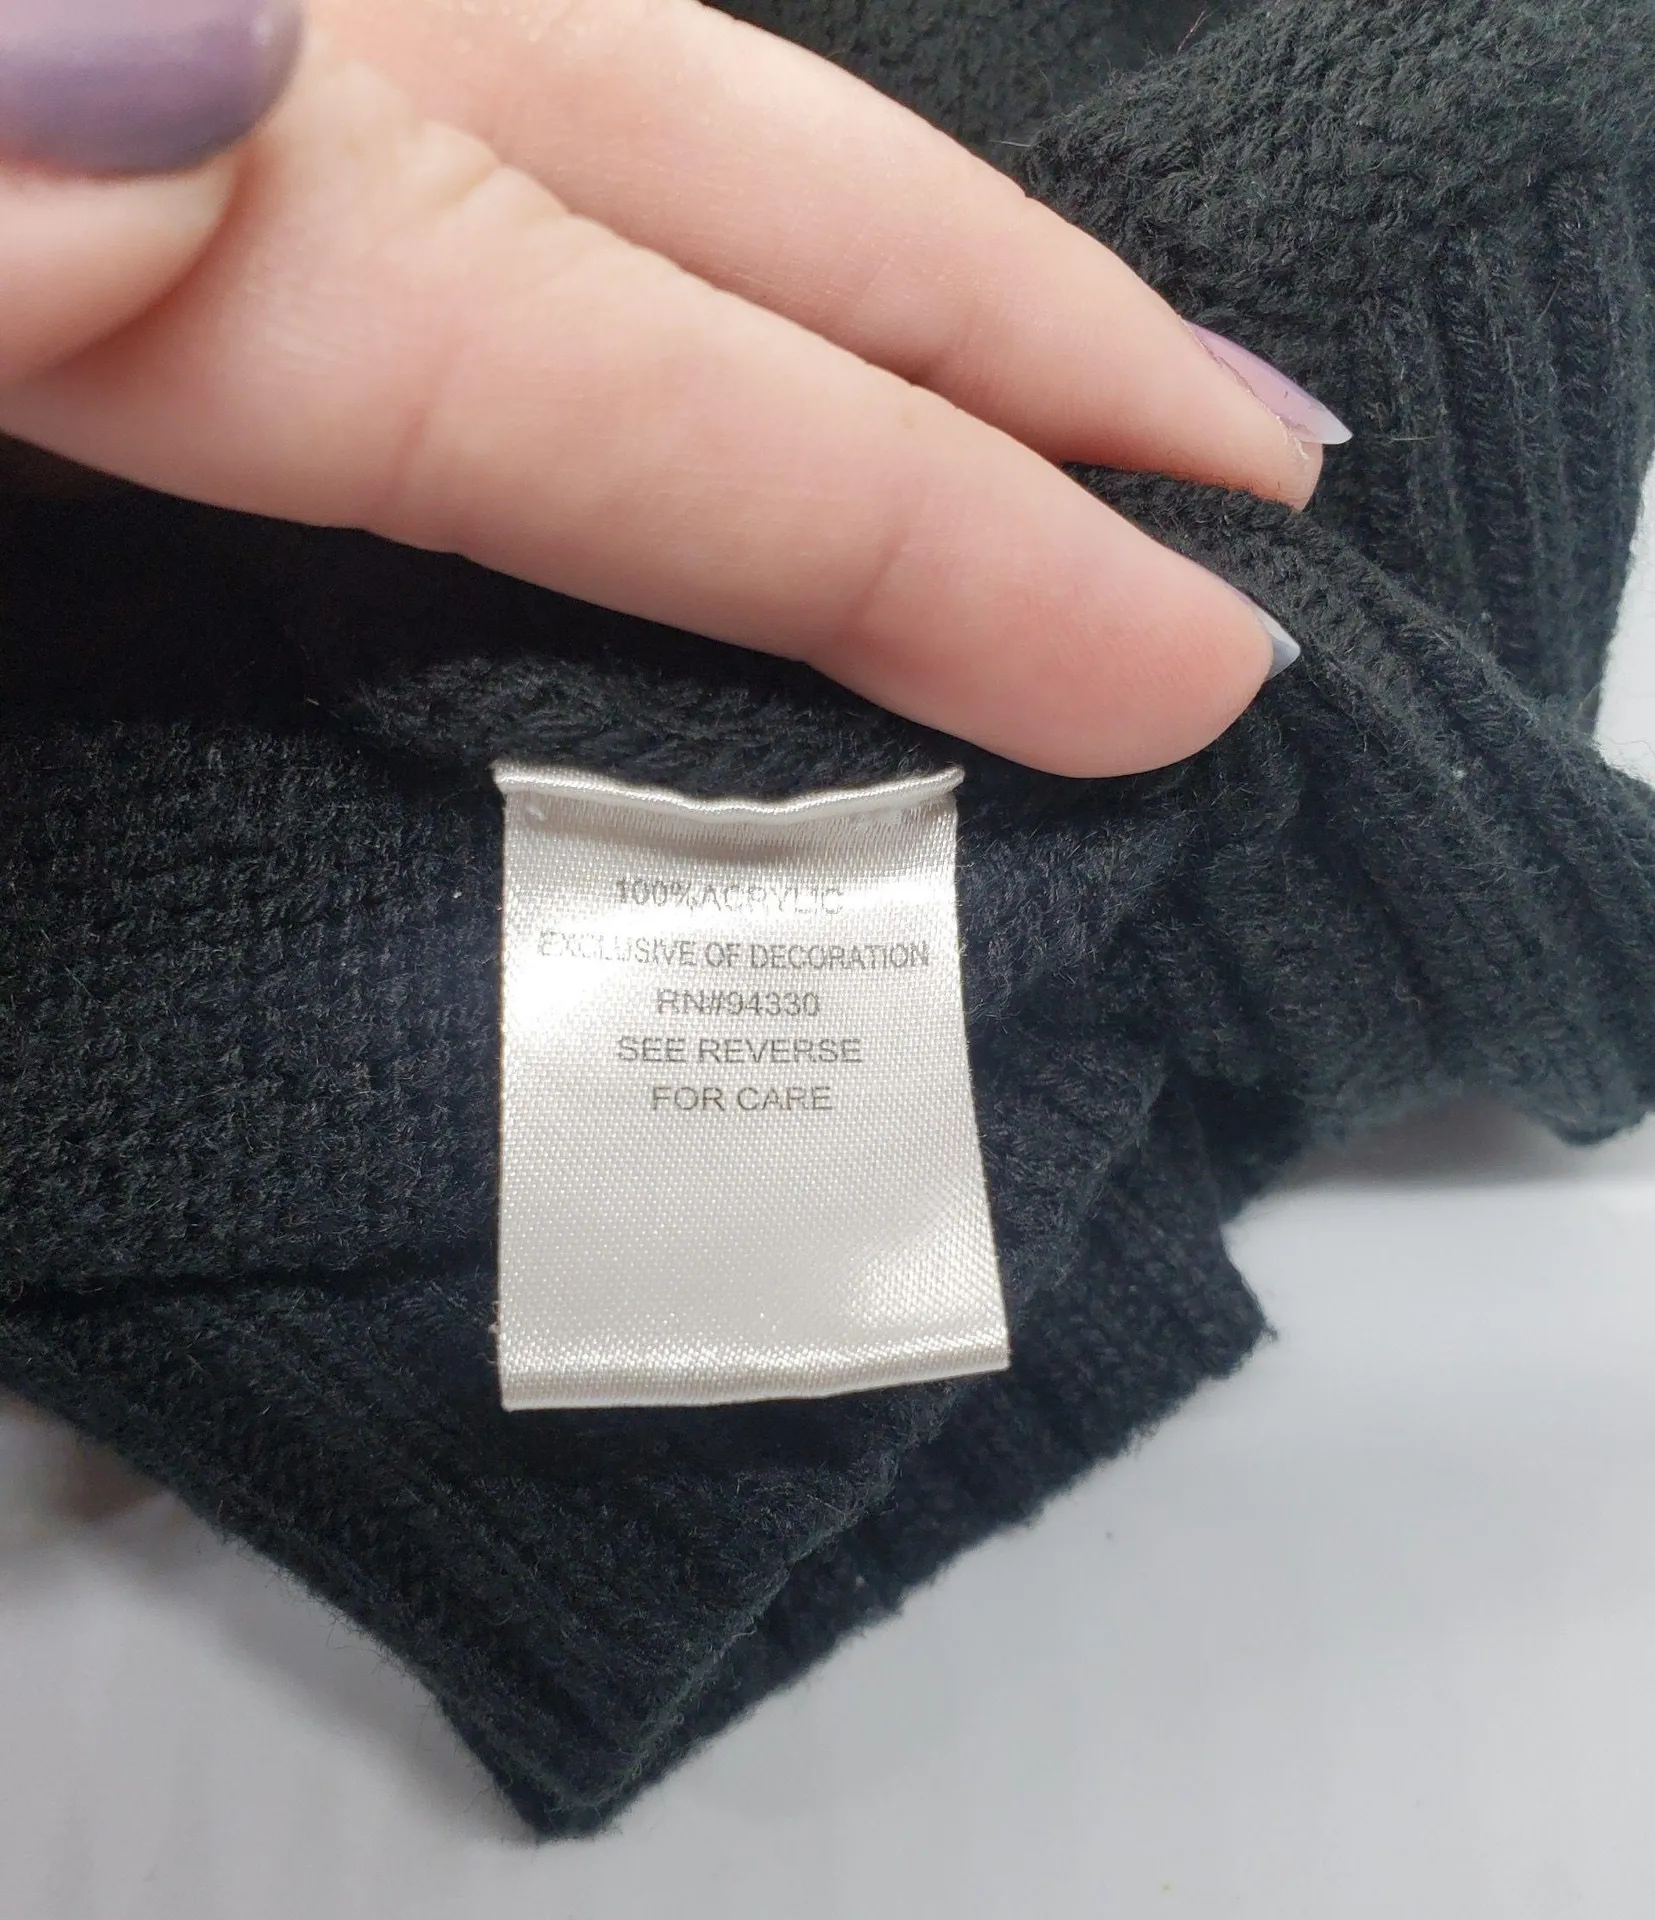 100%ACRYLIC
EXCLUSIVE OF DECORATION
RN#94330
SEE REVERSE
FOR CARE